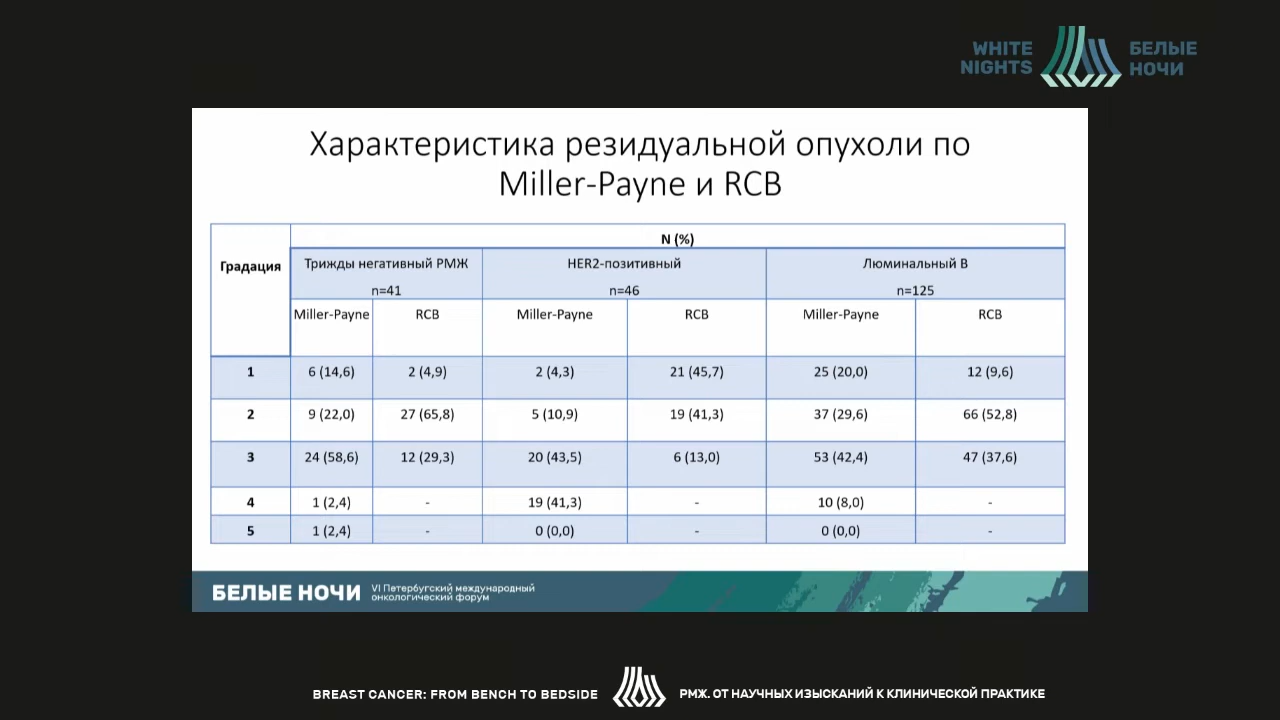 WHITE
NIGHTS
БЕЛЫЕ
НОЧИ
Характеристика резидуальной опухоли по
Miller-Payne и RCB
Градация
N (%)
Трижды негативный РМЖ
n=41
HER2-позитивный
n=46
Люминальный В
n=125
Miller-Payne RCB Miller-Payne RCB Miller-Payne RCB
1 6 (14,6) 2 (4,9) 2 (4,3) 21 (45,7) 25 (20,0) 12 (9,6)
2 9 (22,0) 27 (65,8) 5 (10,9) 19 (41,3) 37 (29,6) 66 (52,8)
3 24 (58,6) 12 (29,3) 20 (43,5) 6 (13,0) 53 (42,4) 47 (37,6)
4 1 (2,4) - 19 (41,3) - 10 (8,0) -
5 1 (2,4) - 0 (0,0) - 0 (0,0) -
БЕЛЫЕ НОЧИ
VI Петербургский международный
онкологический форум
BREAST CANCER: FROM BENCH TO BEDSIDE
РМЖ. ОТ НАУЧНЫХ ИЗЫСКАНИЙ К КЛИНИЧЕСКОЙ ПРАКТИКЕ